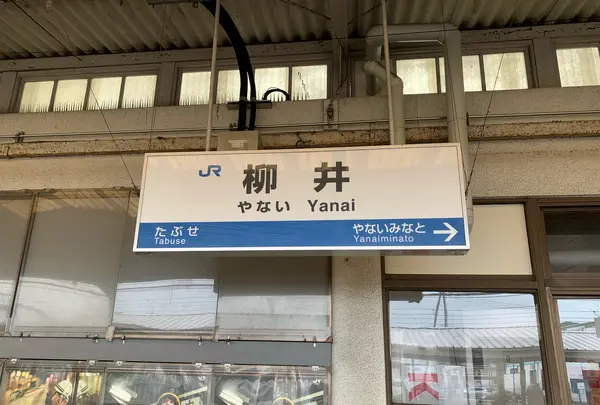 JR 柳井
やない Yanai
たぶせ
Tabuse
やないみなと →
Yanaiminato